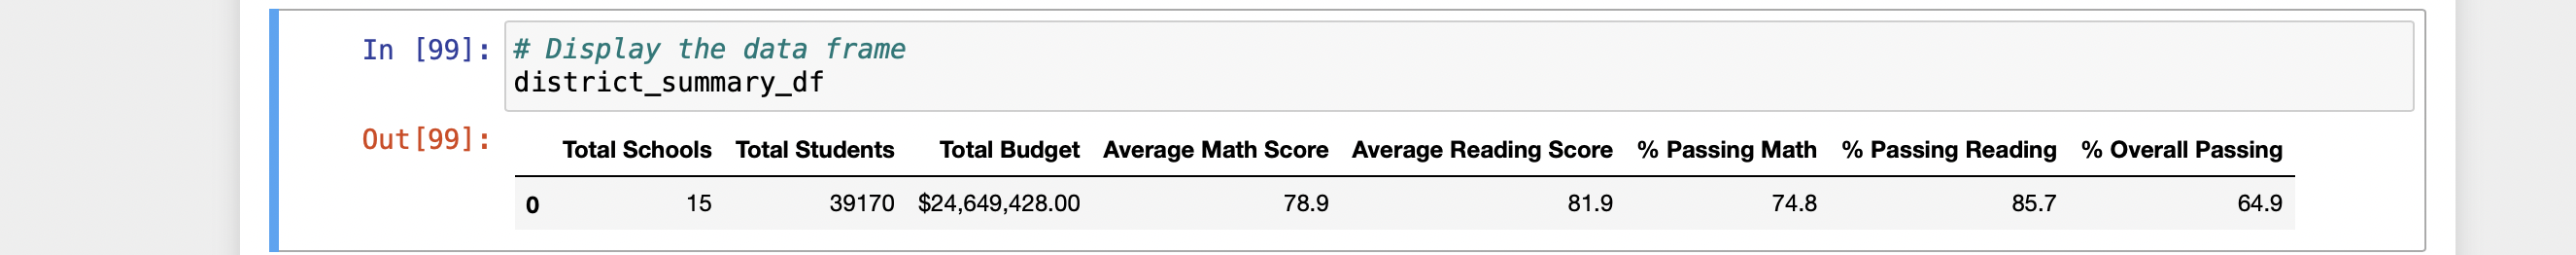 In [99]: # Display the data frame
district_summary_df
Out[99]:
Total Schools Total Students Total Budget Average Math Score Average Reading Score % Passing Math % Passing Reading % Overall Passing
0 15 39170 $24,649,428.00 78.9 81.9 74.8 85.7 64.9